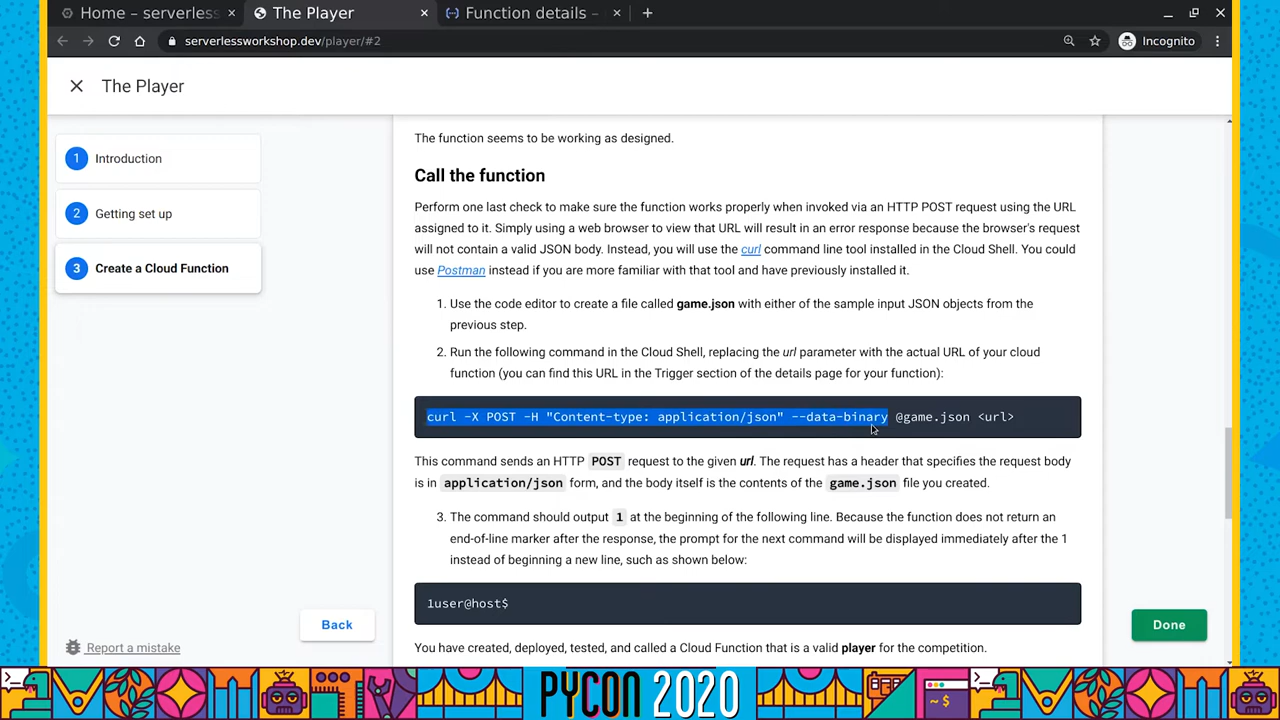 Home – serverless
The Player
Function details –
serverlessworkshop.dev/player/#2
Incognito
The Player
1 Introduction
2 Getting set up
3 Create a Cloud Function
The function seems to be working as designed.
Call the function
Perform one last check to make sure the function works properly when invoked via an HTTP POST request using the URL
assigned to it. Simply using a web browser to view that URL will result in an error response because the browser's request
will not contain a valid JSON body. Instead, you will use the curl command line tool installed in the Cloud Shell. You could
use Postman instead if you are more familiar with that tool and have previously installed it.
1. Use the code editor to create a file called game.json with either of the sample input JSON objects from the
previous step.
2. Run the following command in the Cloud Shell, replacing the url parameter with the actual URL of your cloud
function (you can find this URL in the Trigger section of the details page for your function):
curl -X POST -H "Content-type: application/json" --data-binary @game.json <url>
This command sends an HTTP POST request to the given url. The request has a header that specifies the request body
is in application/json form, and the body itself is the contents of the game.json file you created.
3. The command should output 1 at the beginning of the following line. Because the function does not return an
end-of-line marker after the response, the prompt for the next command will be displayed immediately after the 1
instead of beginning a new line, such as shown below:
1user@host$
Back
Done
Report a mistake
You have created, deployed, tested, and called a Cloud Function that is a valid player for the competition.
PYCON 2020
~$